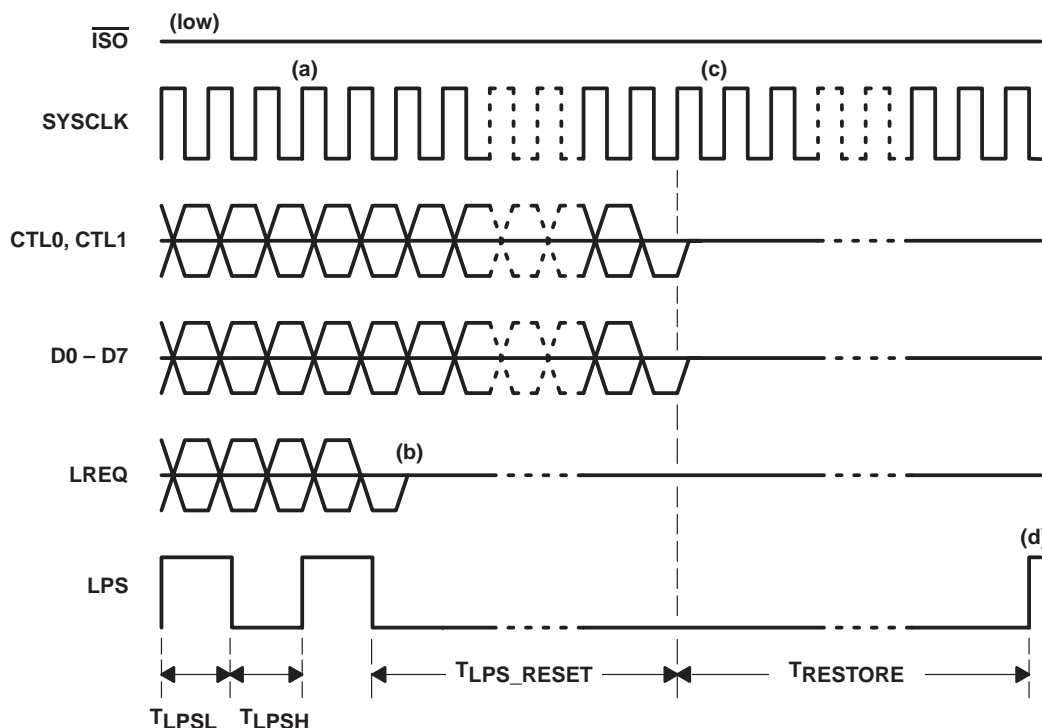 (low)
ISO
(a)
(c)
SYSCLK
CTL0, CTL1
D0 – D7
(b)
LREQ
(d)
LPS
TLPS_RESET
TRESTORE
TLPSL
TLPSH